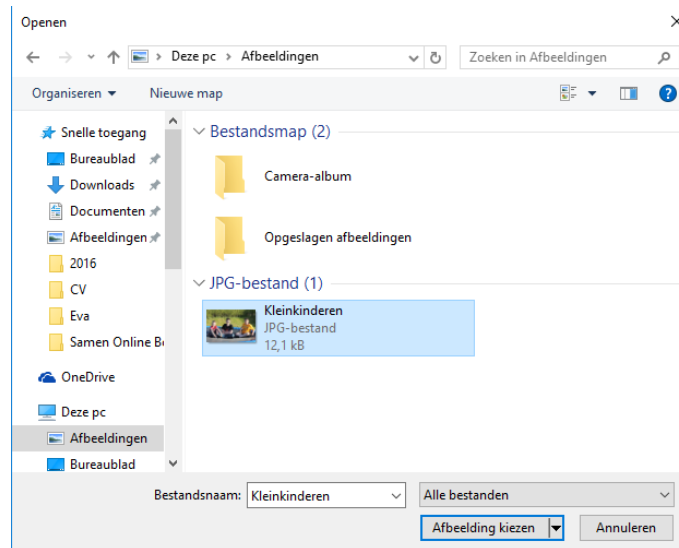 Openen
Deze pc > Afbeeldingen
Zoeken in Afbeeldingen
Organiseren
Nieuwe map
Snelle toegang
Bureaublad
Downloads
Documenten
Afbeeldingen
2016
CV
Eva
Samen Online Be
OneDrive
Deze pc
Afbeeldingen
Bureaublad
Bestandsmap (2)
Camera-album
Opgeslagen afbeeldingen
JPG-bestand (1)
Kleinkinderen
JPG-bestand
12,1 kB
Bestandsnaam: Kleinkinderen
Alle bestanden
Afbeelding kiezen
Annuleren